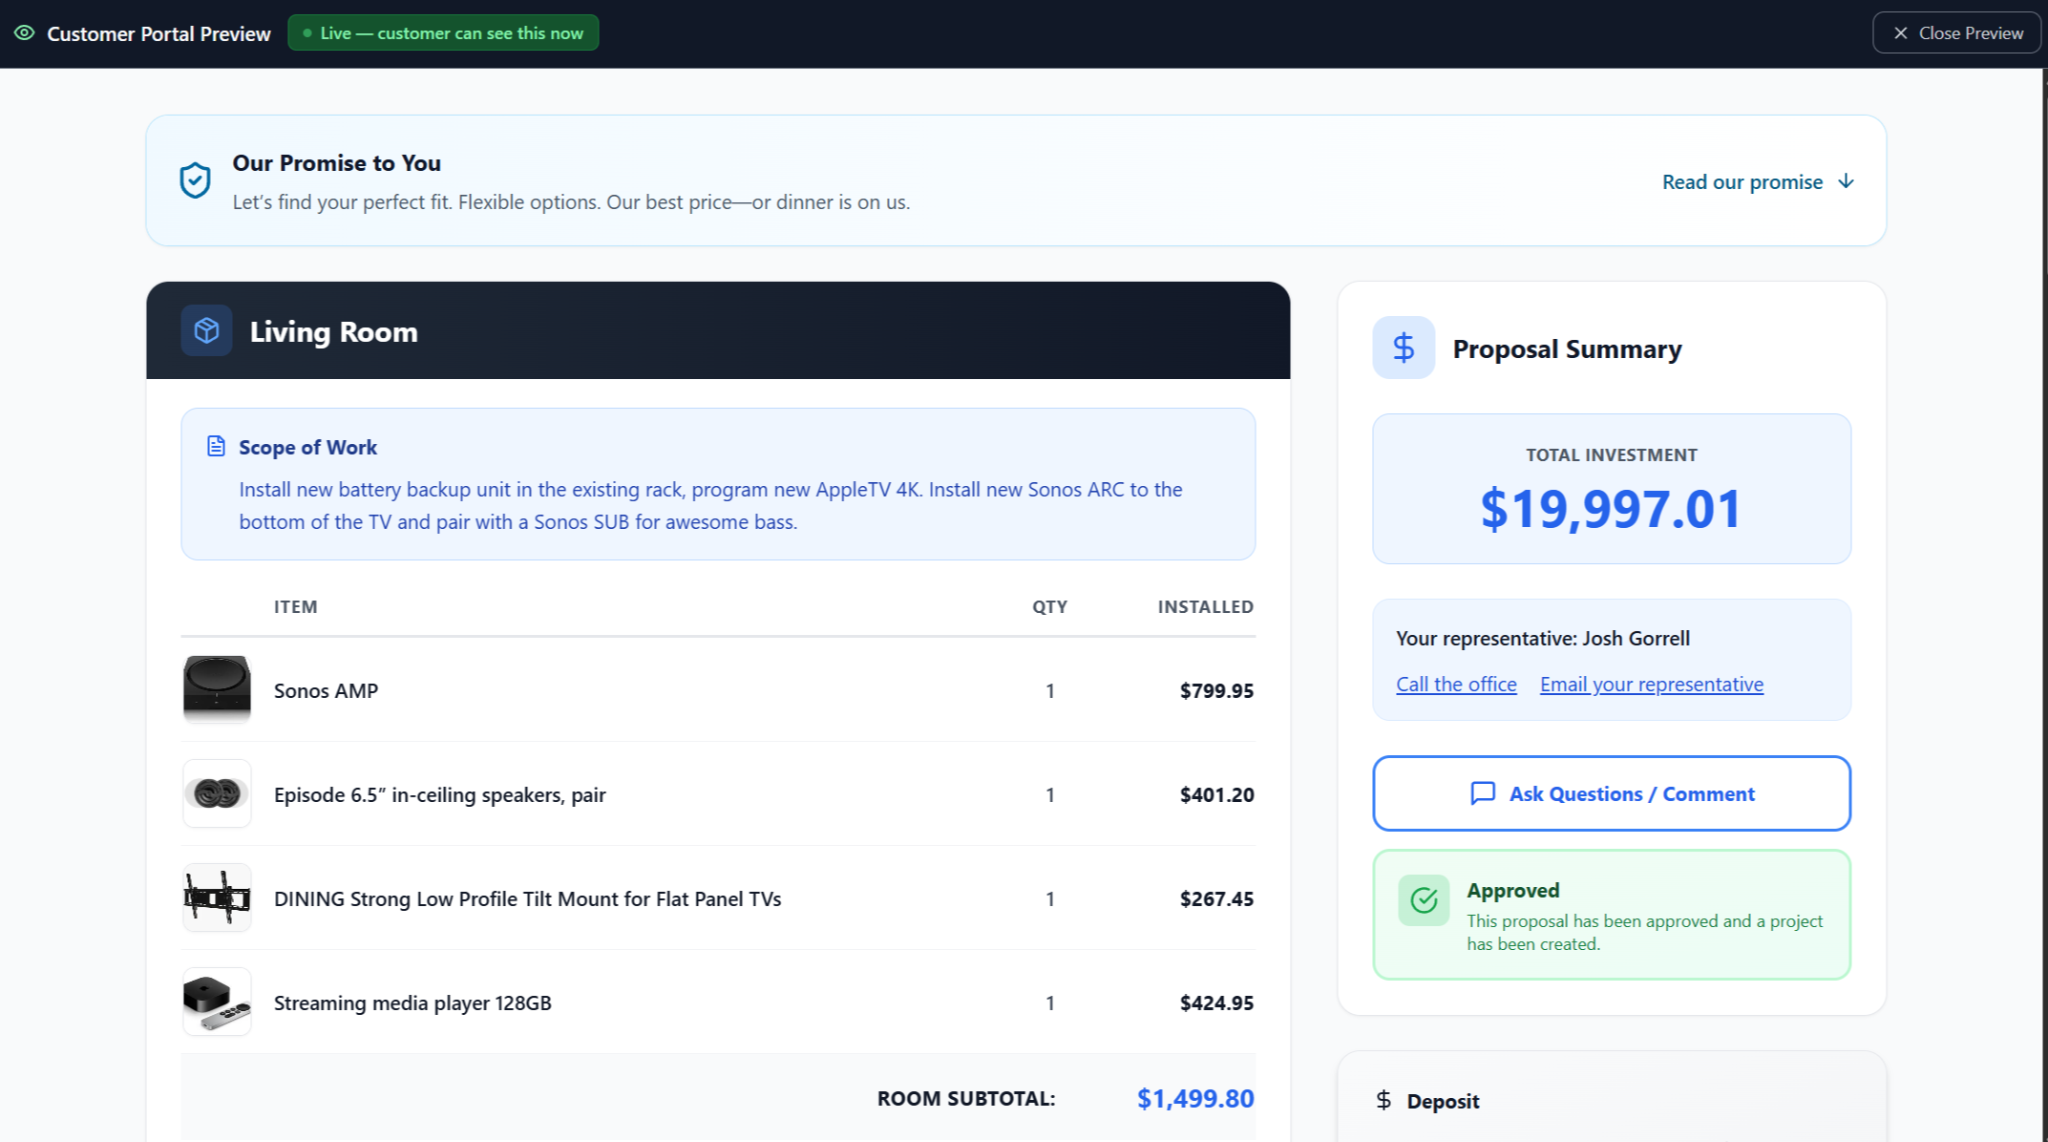 Customer Portal Preview
Live — customer can see this now
Close Preview
Our Promise to You
Let’s find your perfect fit. Flexible options. Our best price—or dinner is on us.
Read our promise
Living Room
Scope of Work
Install new battery backup unit in the existing rack, program new AppleTV 4K. Install new Sonos ARC to the
bottom of the TV and pair with a Sonos SUB for awesome bass.
ITEM QTY INSTALLED
Sonos AMP 1 $799.95
Episode 6.5” in-ceiling speakers, pair 1 $401.20
DINING Strong Low Profile Tilt Mount for Flat Panel TVs 1 $267.45
Streaming media player 128GB 1 $424.95
ROOM SUBTOTAL: $1,499.80
Proposal Summary
TOTAL INVESTMENT
$19,997.01
Your representative: Josh Gorrell
Call the office Email your representative
Ask Questions / Comment
Approved
This proposal has been approved and a project
has been created.
Deposit